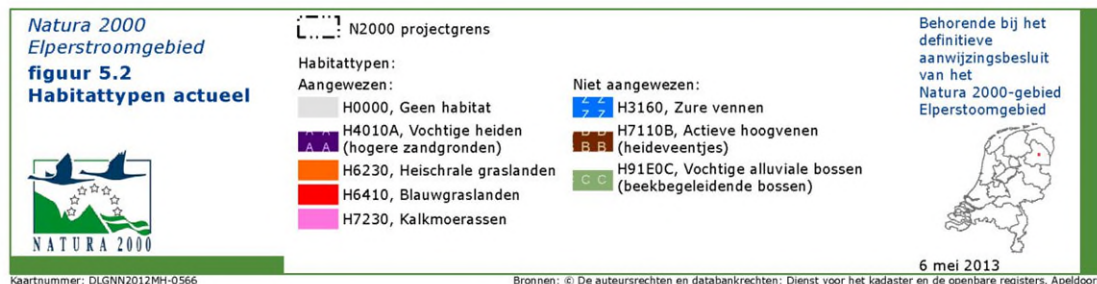 Natura 2000
Elperstroomgebied
figuur 5.2
Habitattypen actueel
NATURA 2000
N2000 projectgrens
Habitattypen:
Aangewezen:
H0000, Geen habitat
A A
A A
H4010A, Vochtige heiden
(hogere zandgronden)
H6230, Heischrale graslanden
H6410, Blauwgraslanden
H7230, Kalkmoerassen
Niet aangewezen:
Z Z
Z Z
H3160, Zure vennen
B B
B B
H7110B, Actieve hoogvenen
(heideveentjes)
C C
H91E0C, Vochtige alluviale bossen
(beekbegeleidende bossen)
Behorende bij het
definitieve
aanwijzingsbesluit
van het
Natura 2000-gebied
Elperstoomgebied
6 mei 2013
Kaartnummer: DLGNN2012MH-0566
Bronnen: © De auteursrechten en databankrechten: Dienst voor het kadaster en de openbare registers, Apeldoor